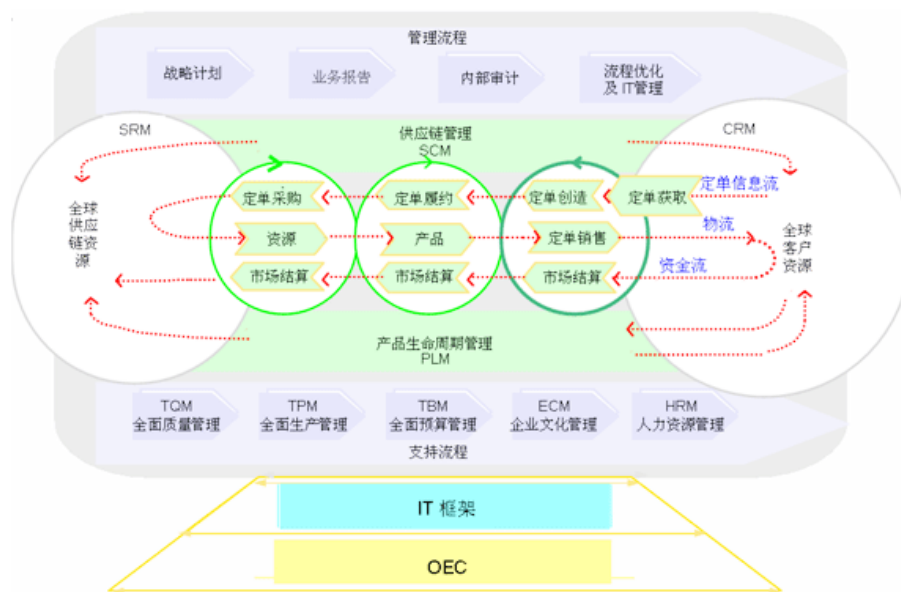 管理流程
战略计划
业务报告
内部审计
流程优化
及 IT管理
SRM
供应链管理
SCM
CRM
定单采购
定单履约
定单创造
定单获取
定单信息流
全球
供应
链资
源
资源
产品
定单销售
物流
全球
客户
资源
市场结算
市场结算
市场结算
资金流
产品生命周期管理
PLM
TQM
全面质量管理
TPM
全面生产管理
TBM
全面预算管理
ECM
企业文化管理
HRM
人力资源管理
支持流程
IT 框架
OEC